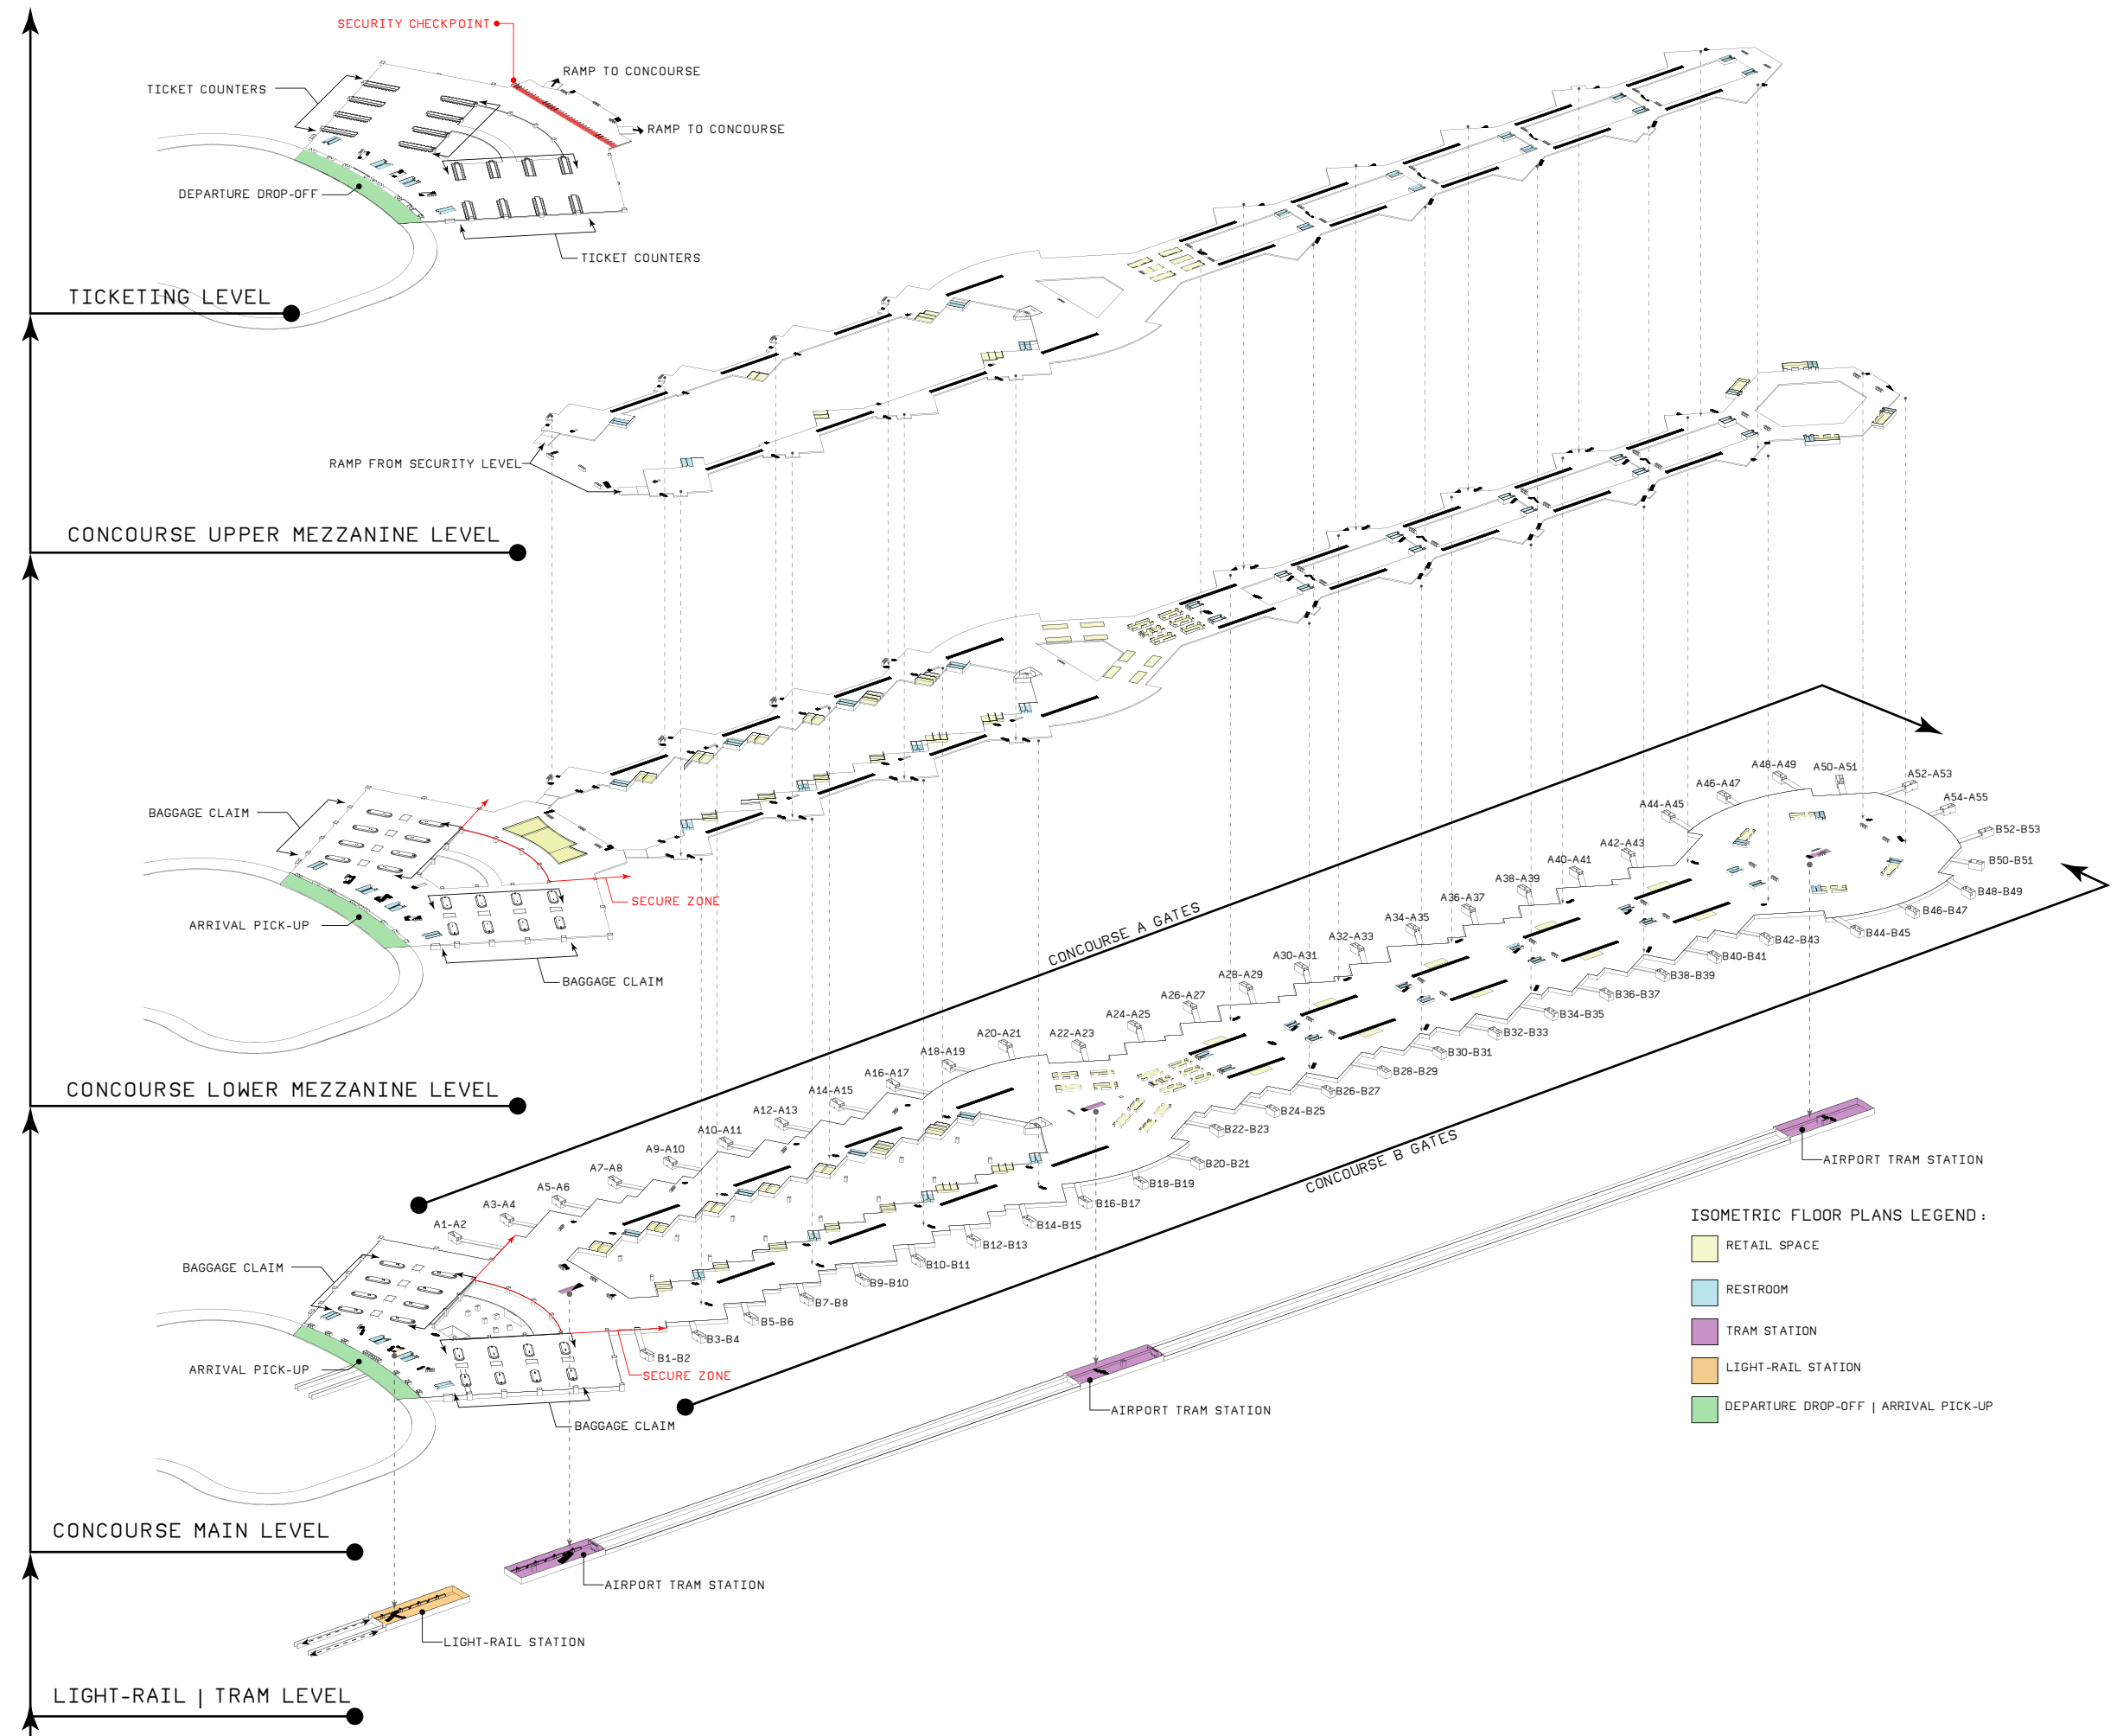 SECURITY CHECKPOINT
RAMP TO CONCOURSE
TICKET COUNTERS
RAMP TO CONCOURSE
DEPARTURE DROP-OFF
TICKET COUNTERS
TICKETING LEVEL
RAMP FROM SECURITY LEVEL
CONCOURSE UPPER MEZZANINE LEVEL
BAGGAGE CLAIM
SECURE ZONE
ARRIVAL PICK-UP
BAGGAGE CLAIM
CONCOURSE LOWER MEZZANINE LEVEL
CONCOURSE A GATES
A1-A2
A3-A4
A5-A6
A7-A8
A9-A10
A10-A11
A12-A13
A14-A15
A16-A17
A18-A19
A20-A21
A22-A23
A24-A25
A26-A27
A28-A29
A30-A31
A32-A33
A34-A35
A36-A37
A38-A39
A40-A41
A42-A43
A44-A45
A46-A47
A48-A49
A50-A51
A52-A53
A54-A55
B52-B53
B50-B51
B48-B49
B46-B47
B44-B45
B42-B43
B40-B41
B38-B39
B36-B37
B34-B35
B32-B33
B30-B31
B28-B29
B26-B27
B24-B25
B22-B23
B20-B21
B18-B19
B16-B17
B14-B15
B12-B13
B10-B11
B9-B10
B7-B8
B5-B6
B3-B4
B1-B2
CONCOURSE B GATES
BAGGAGE CLAIM
ARRIVAL PICK-UP
SECURE ZONE
BAGGAGE CLAIM
CONCOURSE MAIN LEVEL
AIRPORT TRAM STATION
AIRPORT TRAM STATION
AIRPORT TRAM STATION
LIGHT-RAIL STATION
LIGHT-RAIL | TRAM LEVEL
ISOMETRIC FLOOR PLANS LEGEND:
RETAIL SPACE
RESTROOM
TRAM STATION
LIGHT-RAIL STATION
DEPARTURE DROP-OFF | ARRIVAL PICK-UP